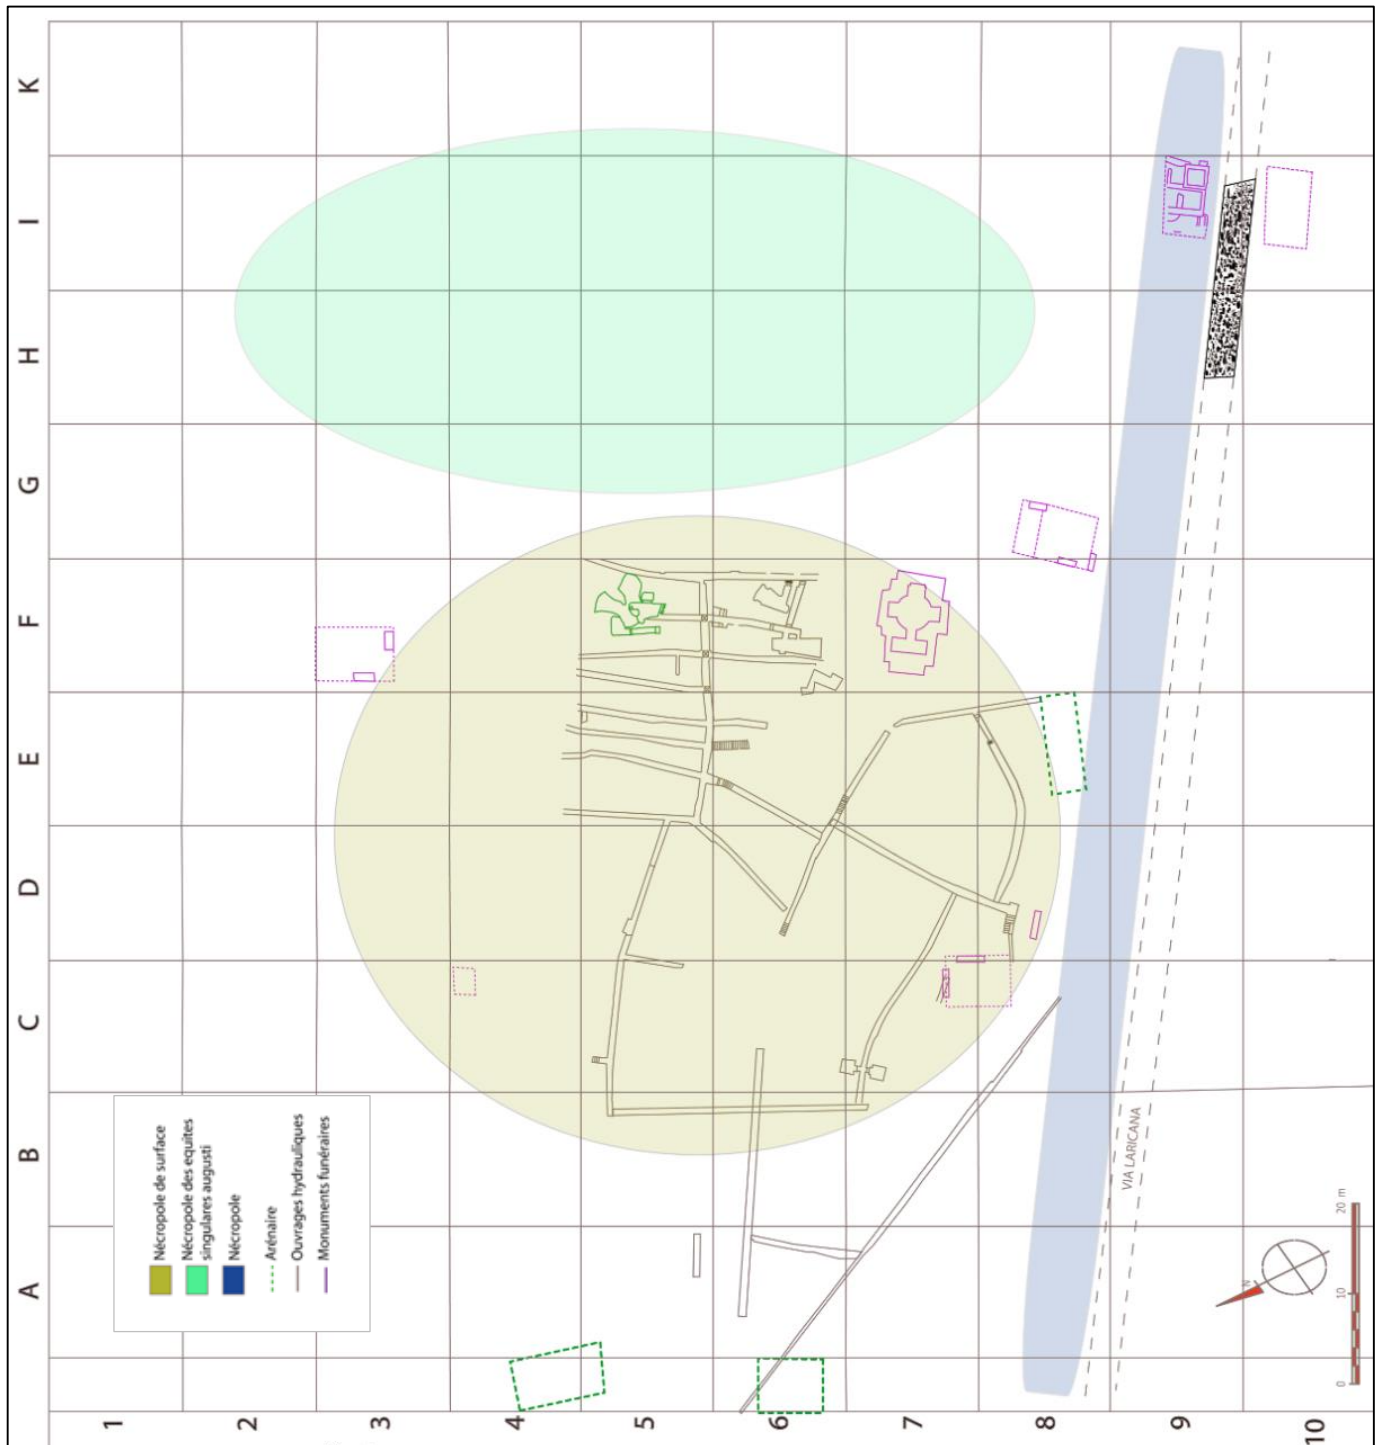 K
I
H
G
F
E
D
C
B
A
1
2
3
4
5
6
7
8
9
10
Nécropole de surface
Nécropole des equites
singulares augusti
Nécropole
Arénaire
Ouvrages hydrauliques
Monuments funéraires
VIA LARICANA
N
0
10
20 m